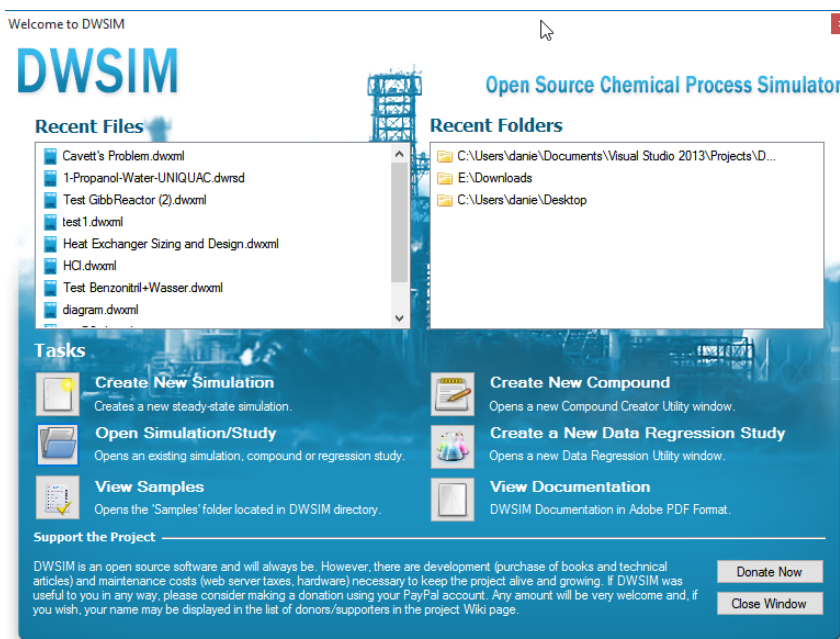 Welcome to DWSIM
DWSIM
Open Source Chemical Process Simulator
Recent Files
Cavett's Problem.dwxml
1-Propanol-Water-UNIQUAC.dwrsd
Test GibbReactor (2).dwxml
test1.dwxml
Heat Exchanger Sizing and Design.dwxml
HCl.dwxml
Test Benzonitril+Wasser.dwxml
diagram.dwxml
Recent Folders
C:\Users\danie\Documents\Visual Studio 2013\Projects\D...
E:\Downloads
C:\Users\danie\Desktop
Tasks
Create New Simulation
Creates a new steady-state simulation.
Open Simulation/Study
Opens an existing simulation, compound or regression study.
View Samples
Opens the 'Samples' folder located in DWSIM directory.
Create New Compound
Opens a new Compound Creator Utility window.
Create a New Data Regression Study
Opens a new Data Regression Utility window.
View Documentation
DWSIM Documentation in Adobe PDF Format.
Support the Project
DWSIM is an open source software and will always be. However, there are development (purchase of books and technical
articles) and maintenance costs (web server taxes, hardware) necessary to keep the project alive and growing. If DWSIM was
useful to you in any way, please consider making a donation using your PayPal account. Any amount will be very welcome and, if
you wish, your name may be displayed in the list of donors/supporters in the project Wiki page.
Donate Now
Close Window